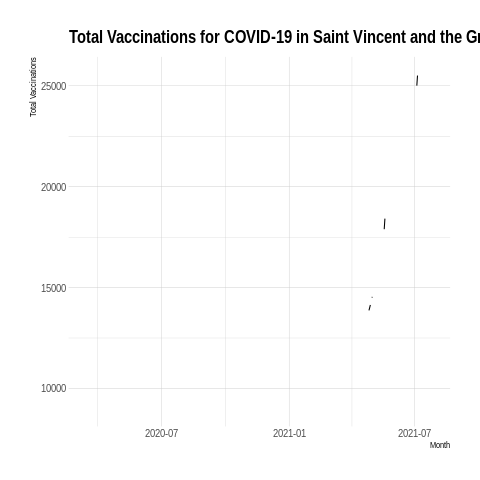 Total Vaccinations for COVID-19 in Saint Vincent and the Gr
Total Vaccinations
25000
20000
15000
10000
2020-07
2021-01
2021-07
Month